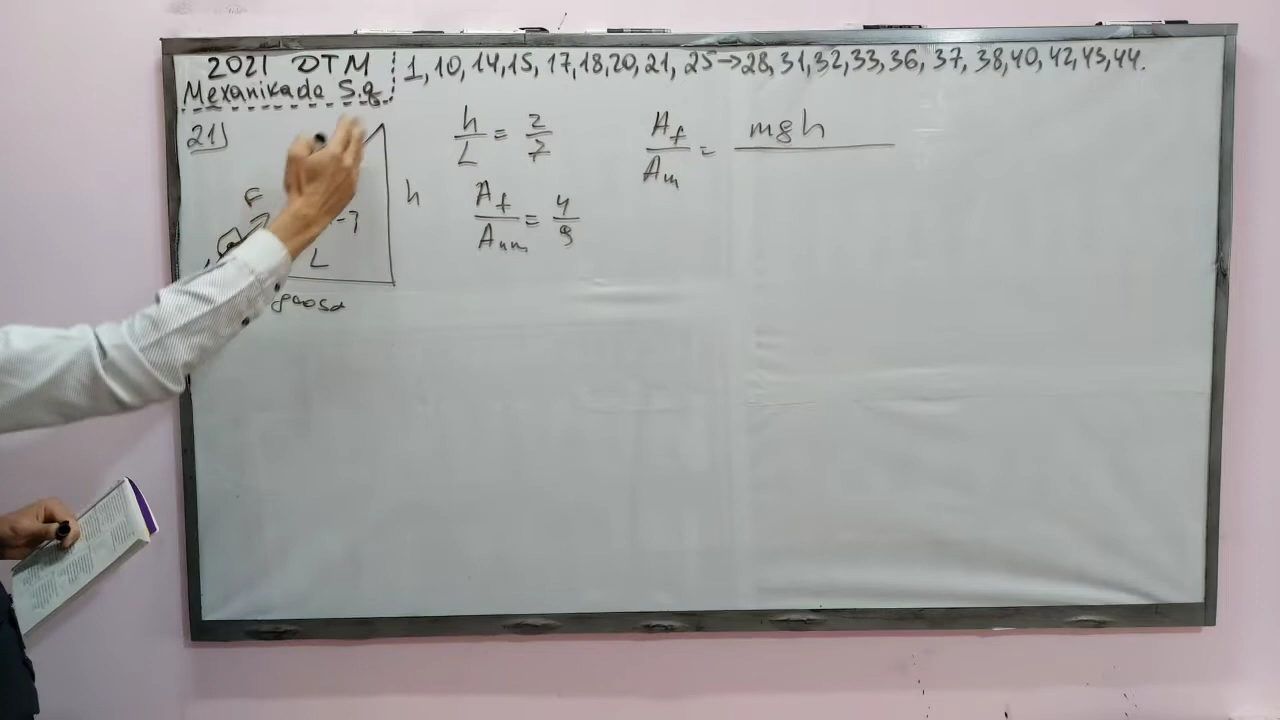 2021 DTM
Mexanikada S.q
1, 10, 14, 15, 17, 18, 20, 21, 25→28, 31, 32, 33, 36, 37, 38, 40, 42, 43, 44.
21)
F
h
L
h/L = 2/7
A_f/A_um = 4/9
A_f/A_um = mgh